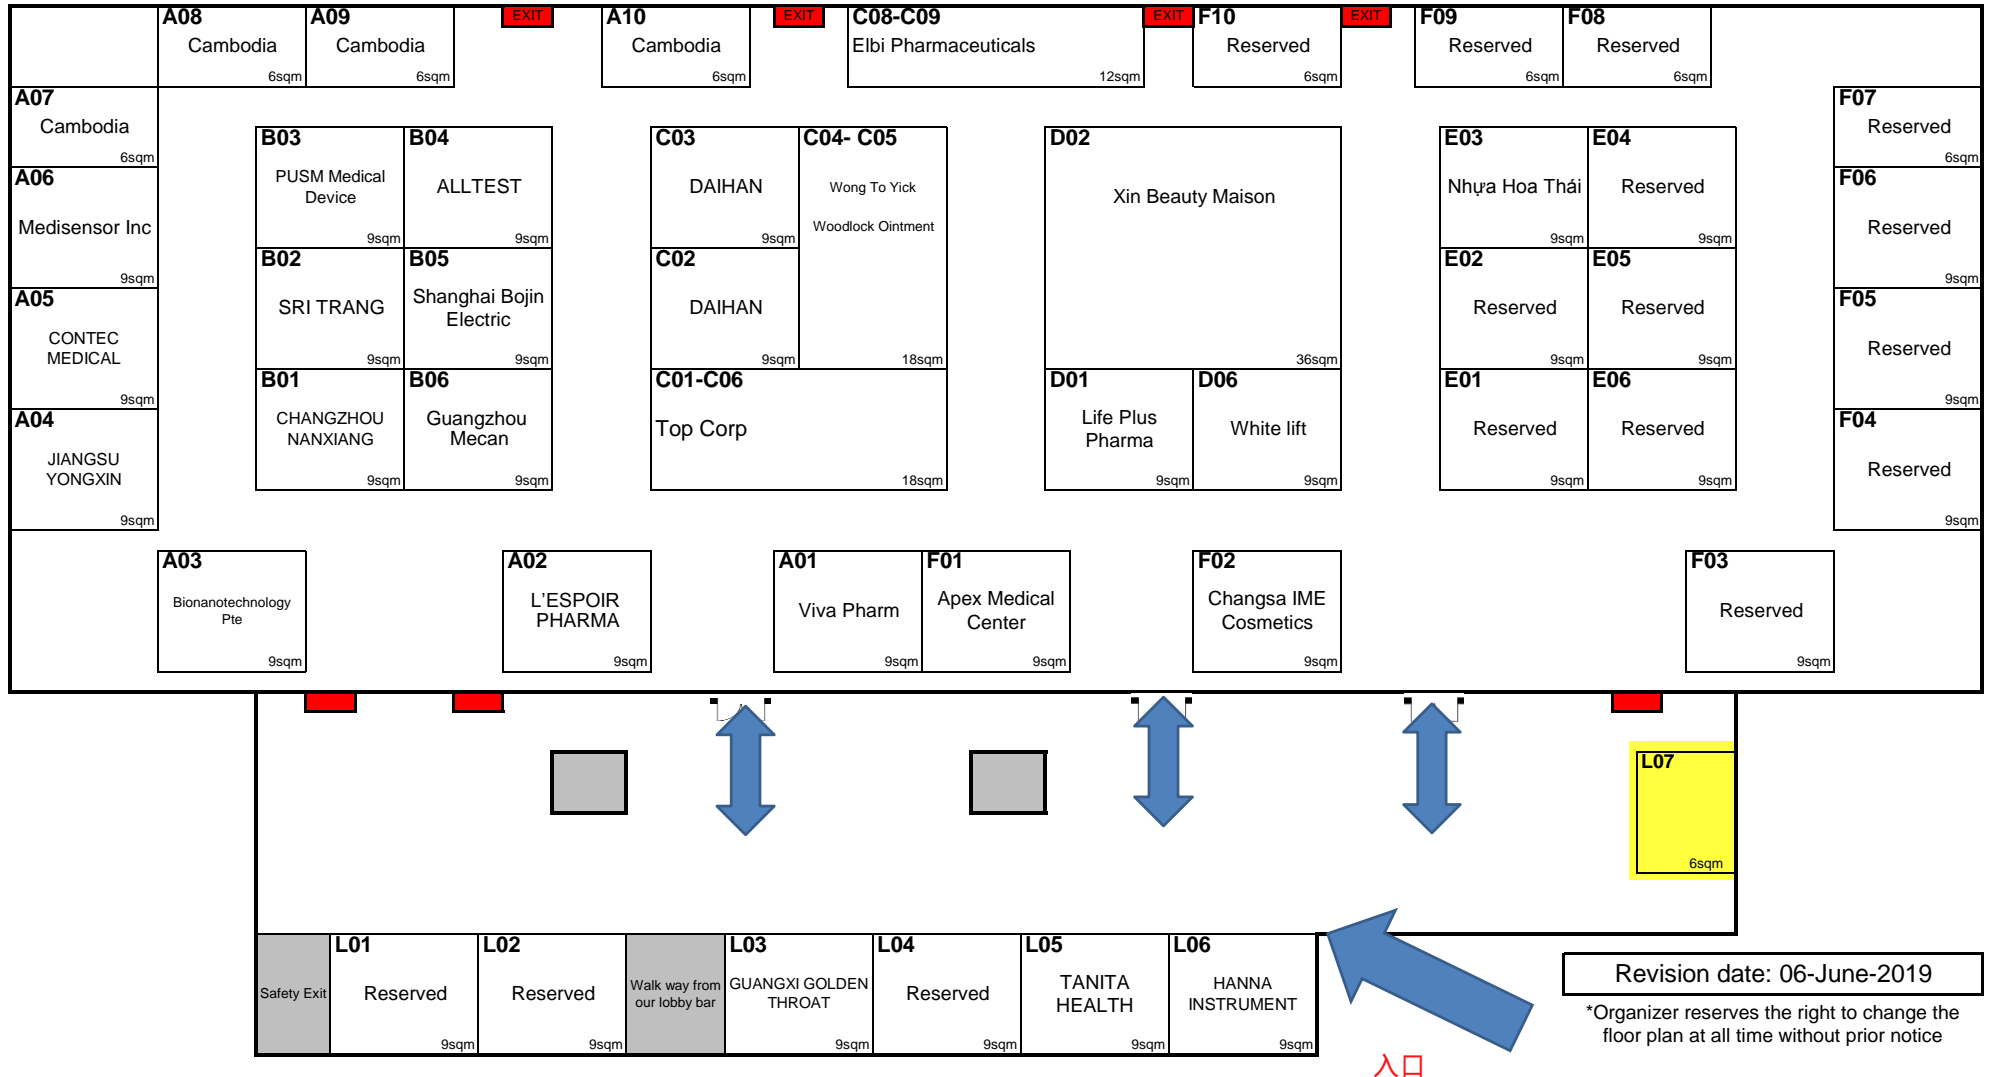 A08
Cambodia
6sqm
A09
Cambodia
6sqm
EXIT
A10
Cambodia
6sqm
EXIT
C08-C09
Elbi Pharmaceuticals
12sqm
EXIT
F10
Reserved
6sqm
EXIT
F09
Reserved
6sqm
F08
Reserved
6sqm
A07
Cambodia
6sqm
A06
Medisensor Inc
9sqm
A05
CONTEC
MEDICAL
9sqm
A04
JIANGSU
YONGXIN
9sqm
B03
PUSM Medical
Device
9sqm
B04
ALLTEST
9sqm
B02
SRI TRANG
9sqm
B05
Shanghai Bojin
Electric
9sqm
B01
CHANGZHOU
NANXIANG
9sqm
B06
Guangzhou
Mecan
9sqm
C03
DAIHAN
9sqm
C04- C05
Wong To Yick
Woodlock Ointment
18sqm
C02
DAIHAN
9sqm
C01-C06
Top Corp
18sqm
D02
Xin Beauty Maison
36sqm
D01
Life Plus
Pharma
9sqm
D06
White lift
9sqm
E03
Nhựa Hoa Thái
9sqm
E04
Reserved
9sqm
E02
Reserved
9sqm
E05
Reserved
9sqm
E01
Reserved
9sqm
E06
Reserved
9sqm
F07
Reserved
6sqm
F06
Reserved
9sqm
F05
Reserved
9sqm
F04
Reserved
9sqm
A03
Bionanotechnology
Pte
9sqm
A02
L'ESPOIR
PHARMA
9sqm
A01
Viva Pharm
9sqm
F01
Apex Medical
Center
9sqm
F02
Changsa IME
Cosmetics
9sqm
F03
Reserved
9sqm
L07
6sqm
Safety Exit
L01
Reserved
9sqm
L02
Reserved
9sqm
Walk way from
our lobby bar
L03
GUANGXI GOLDEN
THROAT
9sqm
L04
Reserved
9sqm
L05
TANITA
HEALTH
9sqm
L06
HANNA
INSTRUMENT
9sqm
入口
Revision date: 06-June-2019
*Organizer reserves the right to change the
floor plan at all time without prior notice